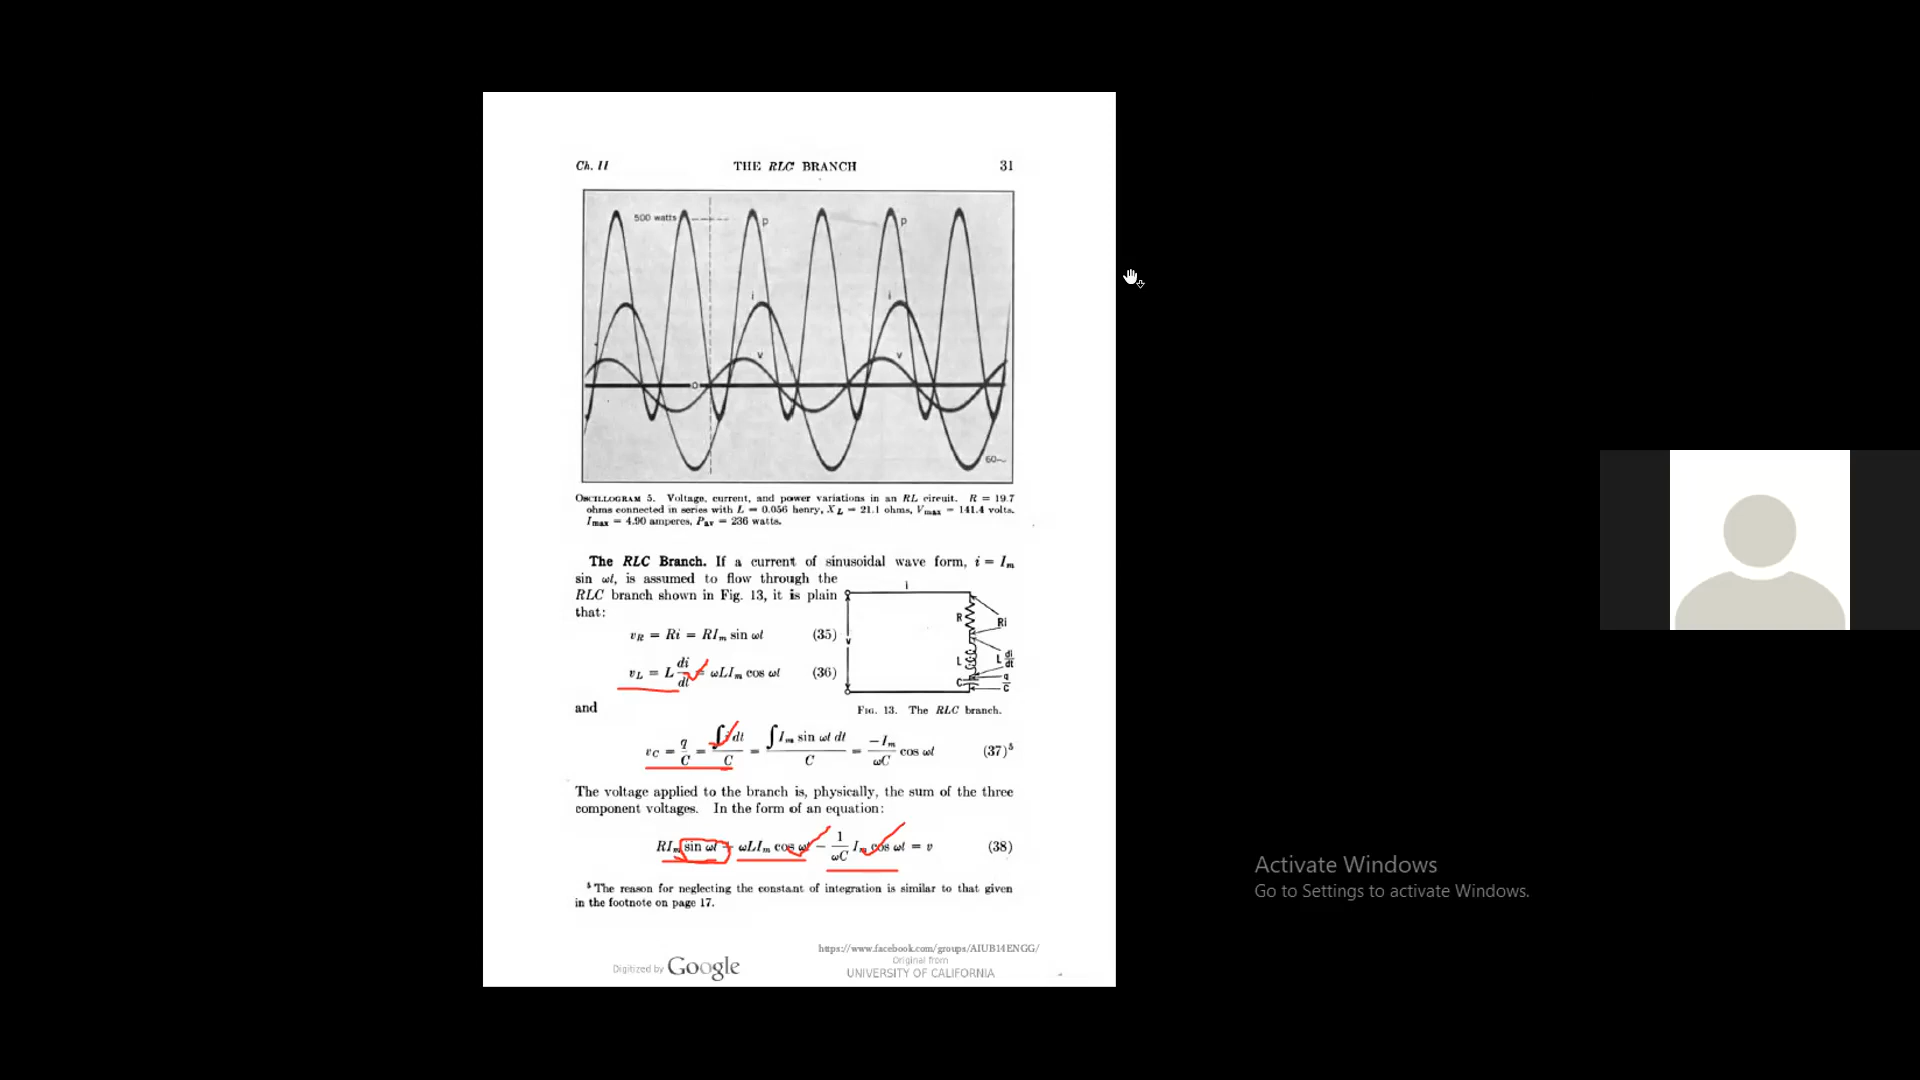 Ch. II THE RLC BRANCH 31
500 watts
p
p
i
i
v
v
0
60~
OSCILLOGRAM 5. Voltage, current, and power variations in an RL circuit. R = 19.7
ohms connected in series with L = 0.056 henry, X_L = 21.1 ohms, V_max = 141.4 volts.
I_max = 4.90 amperes, P_av = 236 watts.
The RLC Branch. If a current of sinusoidal wave form, i = I_m
sin ωt, is assumed to flow through the
RLC branch shown in Fig. 13, it is plain
that:
v_R = Ri = RI_m sin ωt (35)
v_L = L di/dt = ωLI_m cos ωt (36)
and
i
v
R
Ri
L
L di/dt
C
q/C
FIG. 13. The RLC branch.
v_C = q/C = ∫i dt/C = ∫I_m sin ωt dt/C = −I_m/ωC cos ωt (37)⁵
The voltage applied to the branch is, physically, the sum of the three
component voltages. In the form of an equation:
RI_m sin ωt + ωLI_m cos ωt − 1/ωC I_m cos ωt = v (38)
⁵ The reason for neglecting the constant of integration is similar to that given
in the footnote on page 17.
https://www.facebook.com/groups/AIUB14ENGG/
Digitized by Google
Original from
UNIVERSITY OF CALIFORNIA
Activate Windows
Go to Settings to activate Windows.